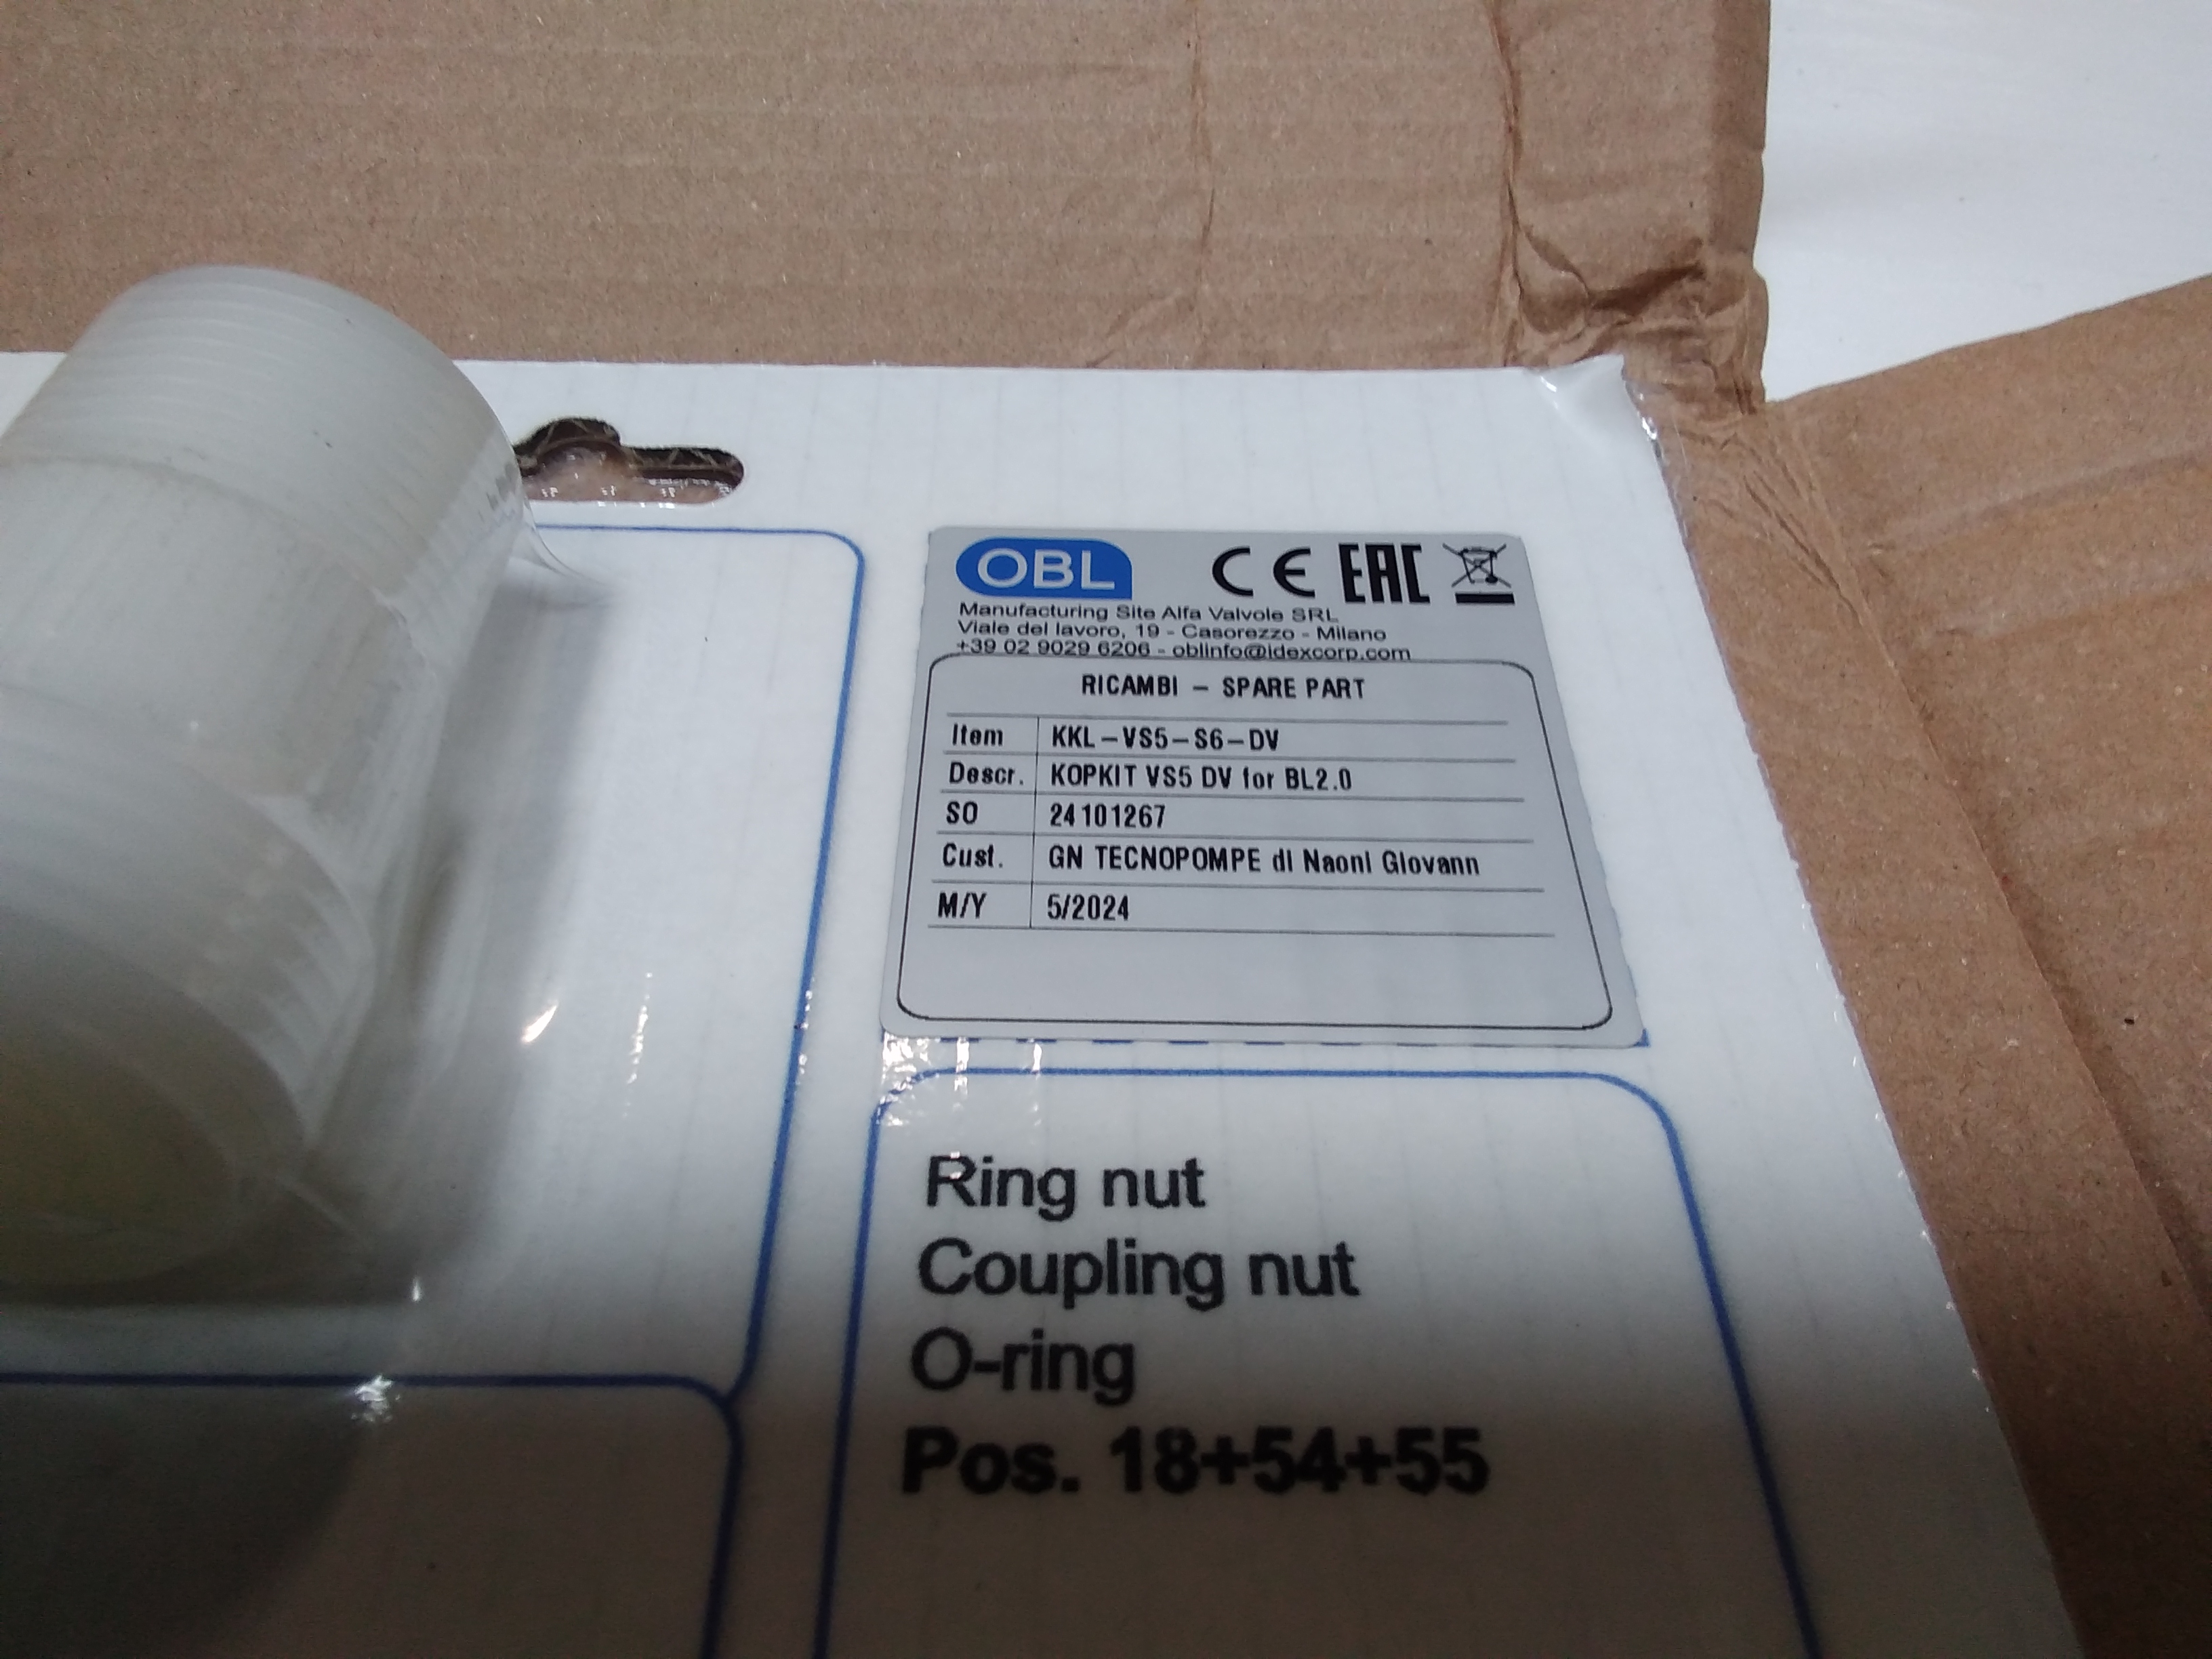 OBL CE EAC
Manufacturing Site Alfa Valvole SRL
Viale del lavoro, 19 - Casorezzo - Milano
+39 02 9029 6206 - oblinfo@idexcorp.com
RICAMBI – SPARE PART
Item KKL-VS5-S6-DV
Descr. KOPKIT VS5 DV for BL2.0
SO 24101267
Cust. GN TECNOPOMPE di Naoni Giovann
M/Y 5/2024
Ring nut
Coupling nut
O-ring
Pos. 18+54+55